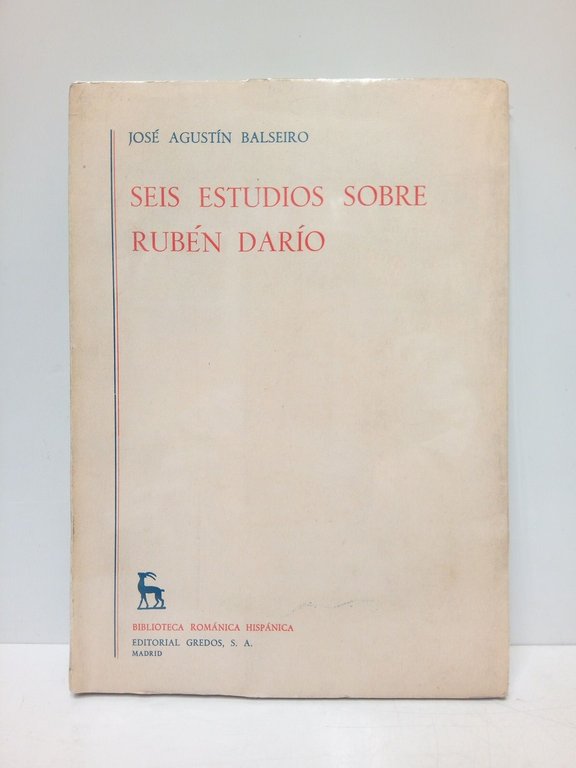 JOSÉ AGUSTÍN BALSEIRO
SEIS ESTUDIOS SOBRE
RUBÉN DARÍO
BIBLIOTECA ROMÁNICA HISPÁNICA
EDITORIAL GREDOS, S. A.
MADRID